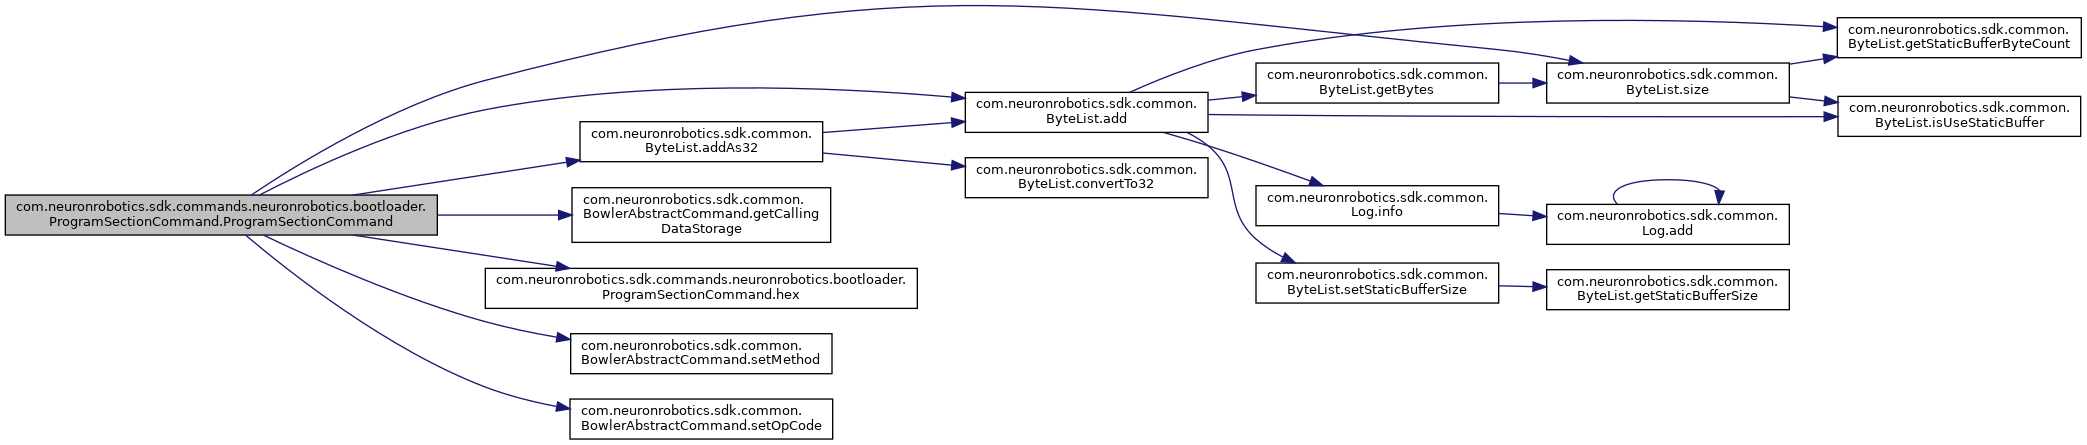 com.neuronrobotics.sdk.commands.neuronrobotics.bootloader.
ProgramSectionCommand.ProgramSectionCommand
com.neuronrobotics.sdk.common.
ByteList.addAs32
com.neuronrobotics.sdk.common.
BowlerAbstractCommand.getCalling
DataStorage
com.neuronrobotics.sdk.commands.neuronrobotics.bootloader.
ProgramSectionCommand.hex
com.neuronrobotics.sdk.common.
BowlerAbstractCommand.setMethod
com.neuronrobotics.sdk.common.
BowlerAbstractCommand.setOpCode
com.neuronrobotics.sdk.common.
ByteList.add
com.neuronrobotics.sdk.common.
ByteList.convertTo32
com.neuronrobotics.sdk.common.
ByteList.getBytes
com.neuronrobotics.sdk.common.
Log.info
com.neuronrobotics.sdk.common.
ByteList.setStaticBufferSize
com.neuronrobotics.sdk.common.
ByteList.size
com.neuronrobotics.sdk.common.
Log.add
com.neuronrobotics.sdk.common.
ByteList.getStaticBufferSize
com.neuronrobotics.sdk.common.
ByteList.getStaticBufferByteCount
com.neuronrobotics.sdk.common.
ByteList.isUseStaticBuffer